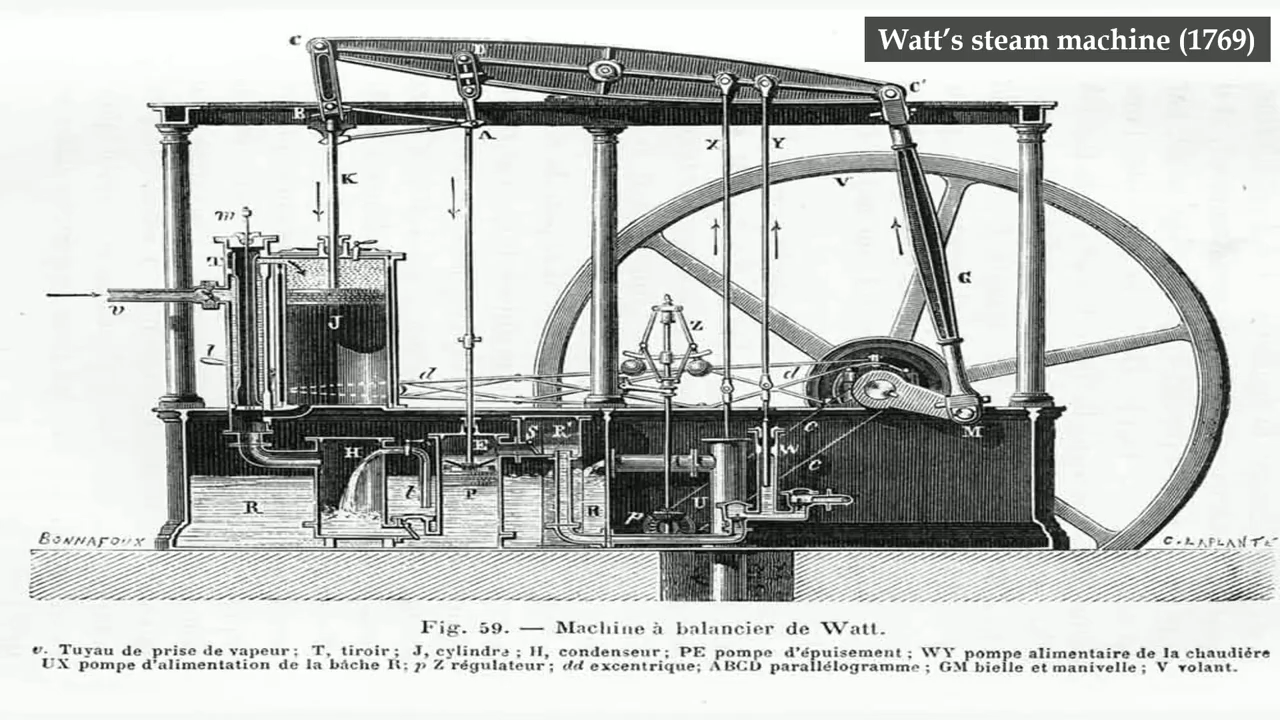 Watt's steam machine (1769)
C
D
C'
B
A
X
Y
K
V
m
T
G
v
J
Z
l
d
d
B
M
S
R'
E
c
H
W
c
l
P
R
R
U
p
BONNAFOUX
C. LAPLANTE
Fig. 59. — Machine à balancier de Watt.
v. Tuyau de prise de vapeur; T, tiroir; J, cylindre; H, condenseur; PE pompe d'épuisement; WY pompe alimentaire de la chaudière
UX pompe d'alimentation de la bâche R; p Z régulateur; dd excentrique; ABCD parallélogramme; GM bielle et manivelle; V volant.